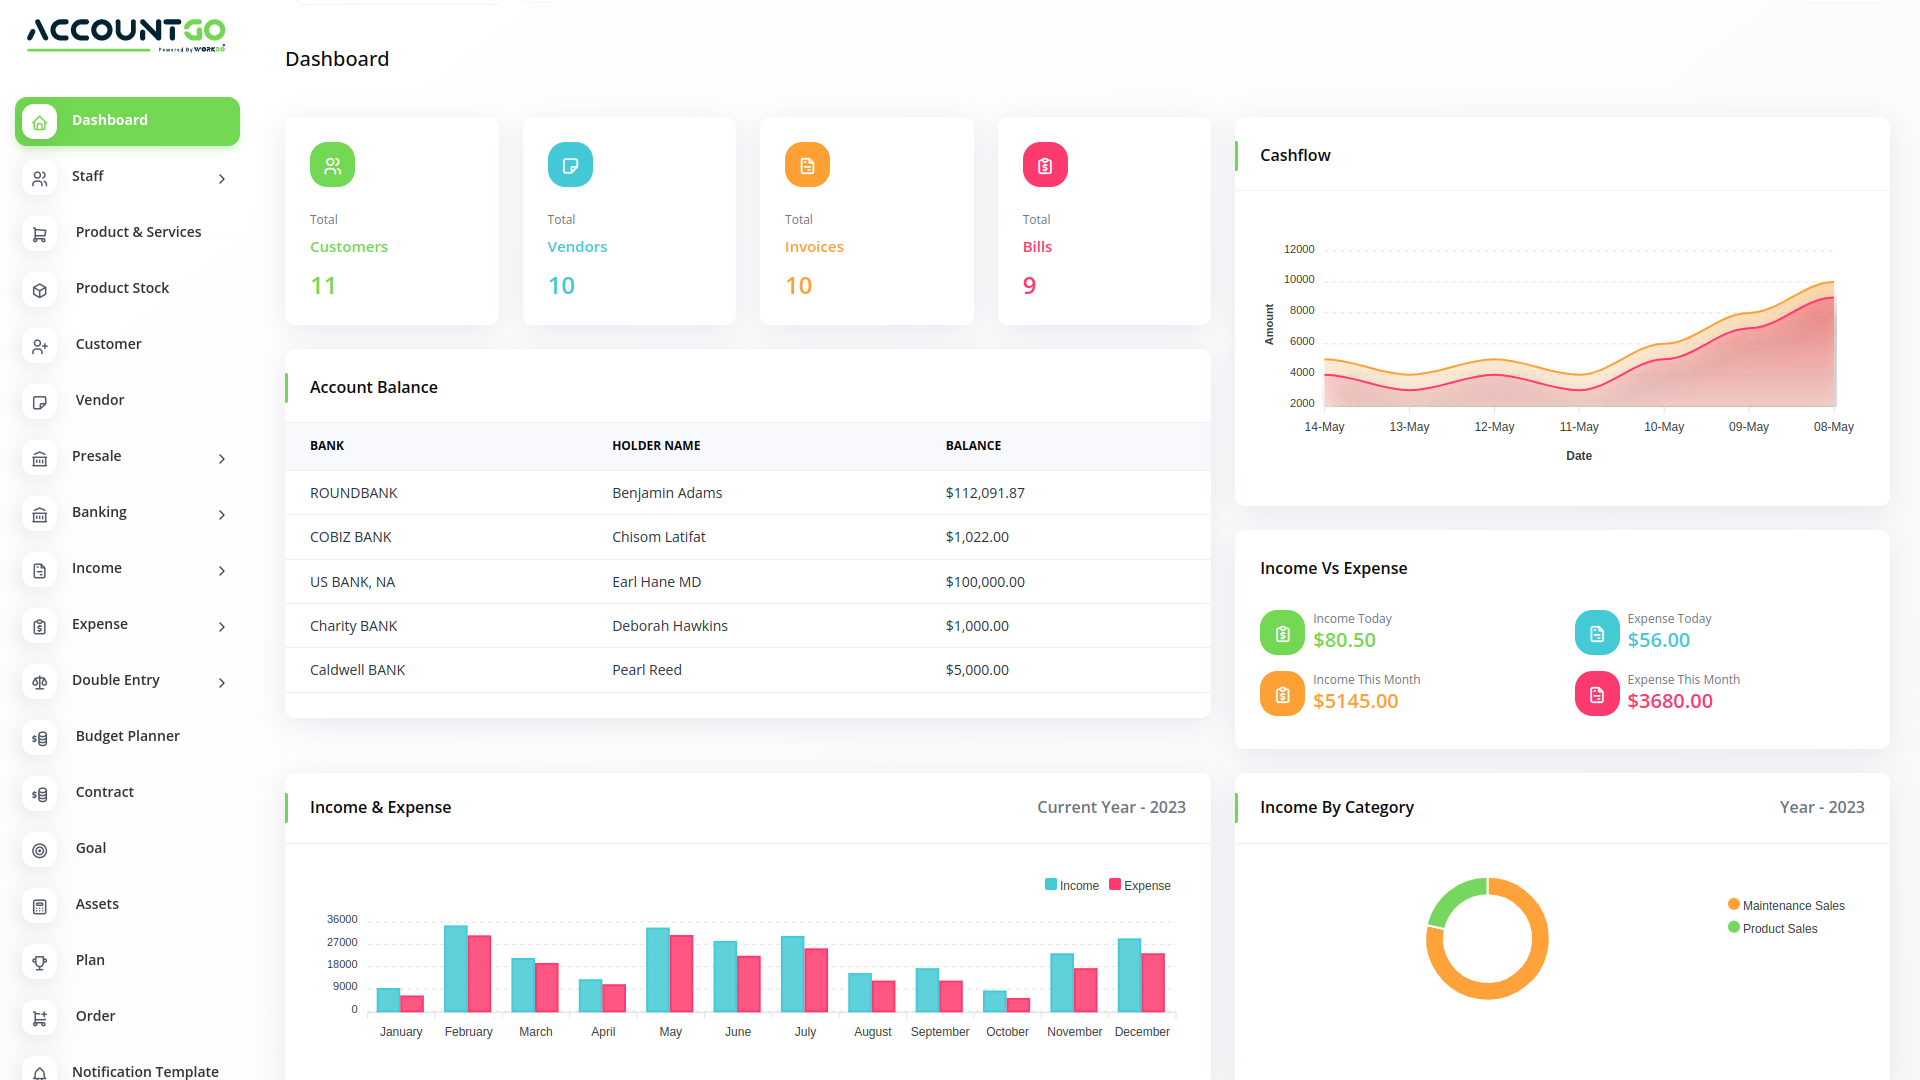 ACCOUNTGO
Powered By WORKDO
Dashboard
Staff
Product & Services
Product Stock
Customer
Vendor
Presale
Banking
Income
Expense
Double Entry
Budget Planner
Contract
Goal
Assets
Plan
Order
Notification Template
Dashboard
Total
Customers
11
Total
Vendors
10
Total
Invoices
10
Total
Bills
9
Account Balance
BANK HOLDER NAME BALANCE
ROUNDBANK Benjamin Adams $112,091.87
COBIZ BANK Chisom Latifat $1,022.00
US BANK, NA Earl Hane MD $100,000.00
Charity BANK Deborah Hawkins $1,000.00
Caldwell BANK Pearl Reed $5,000.00
Cashflow
12000
10000
8000
6000
4000
2000
Amount
14-May 13-May 12-May 11-May 10-May 09-May 08-May
Date
Income Vs Expense
Income Today
$80.50
Expense Today
$56.00
Income This Month
$5145.00
Expense This Month
$3680.00
Income & Expense Current Year - 2023
Income Expense
36000
27000
18000
9000
0
January February March April May June July August September October November December
Income By Category Year - 2023
Maintenance Sales
Product Sales